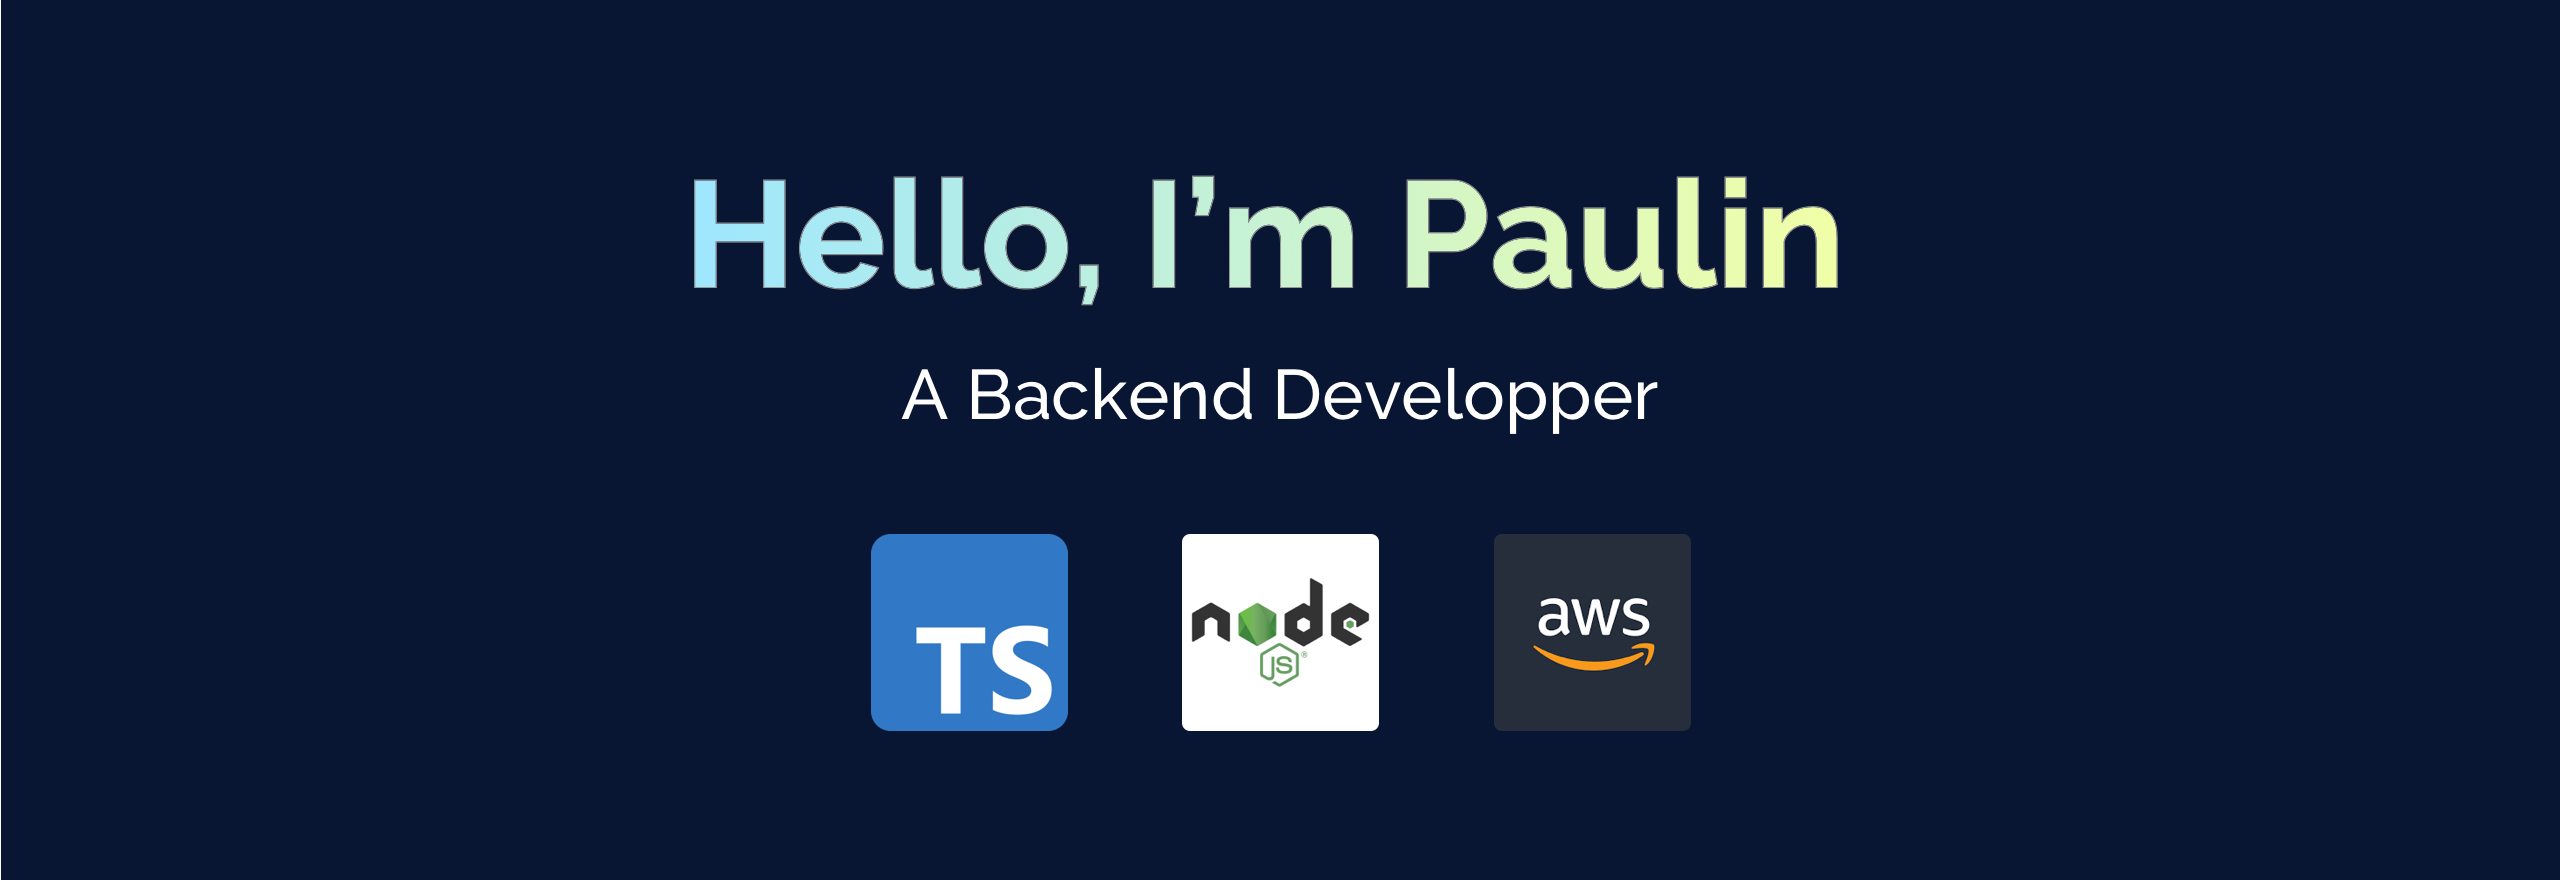 Hello, I’m Paulin
A Backend Developper
TS
node
JS®
aws